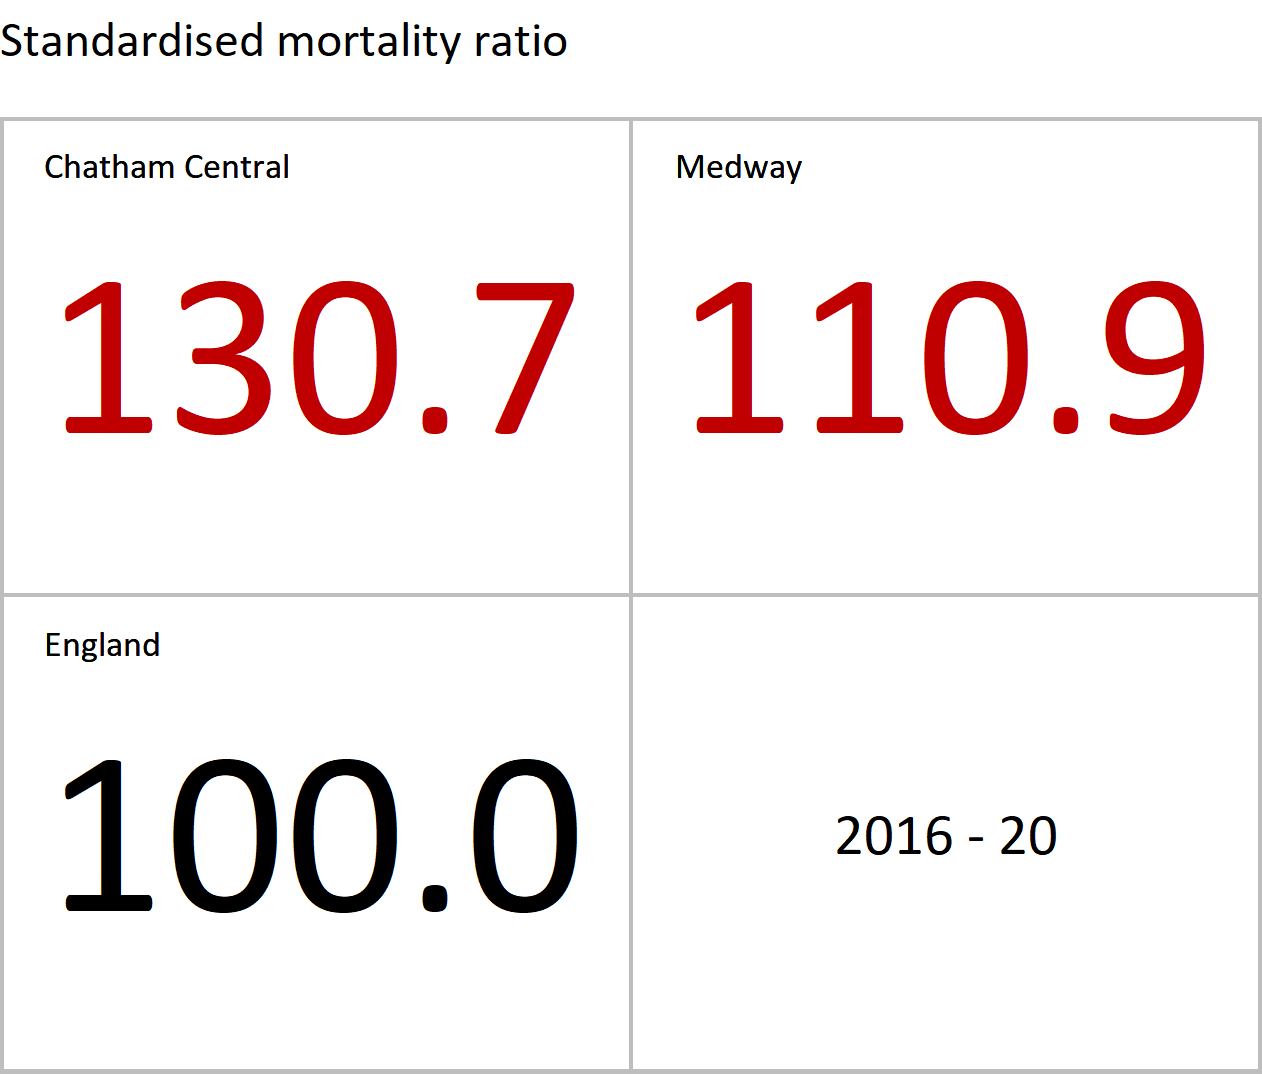 Standardised mortality ratio
Chatham Central
130.7
Medway
110.9
England
100.0
2016 - 20